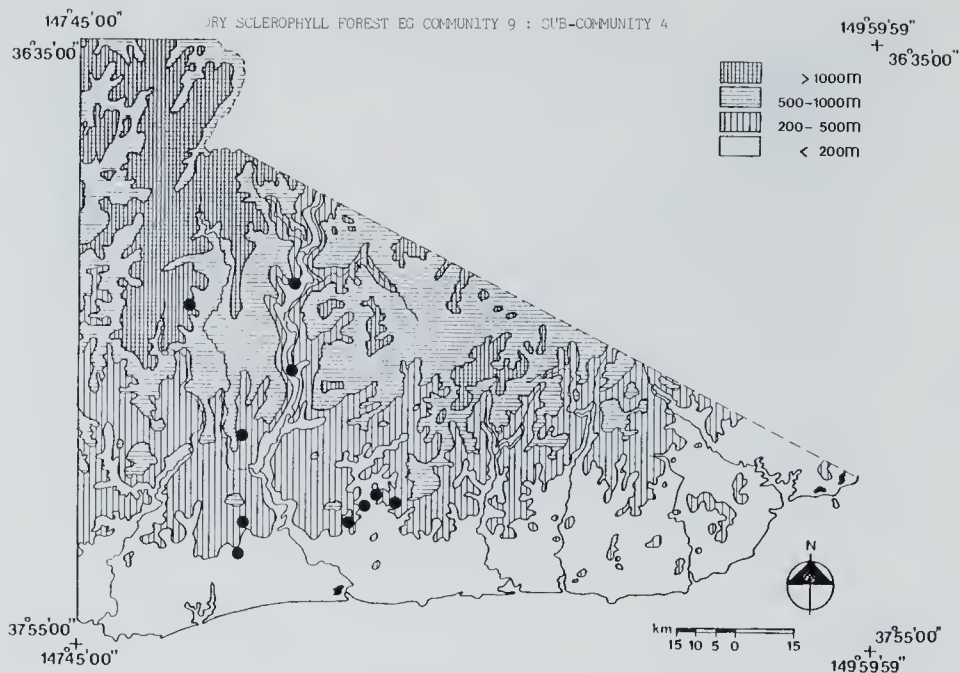 147°45'00"
DRY SCLEROPHYLL FOREST EG COMMUNITY 9 : SUB-COMMUNITY 4
149°59'59"
36°35'00"
36°35'00"
> 1000m
500-1000m
200-500m
< 200m
N
km
15 10 5 0 15
37°55'00"
147°45'00"
37°55'00"
149°59'59"